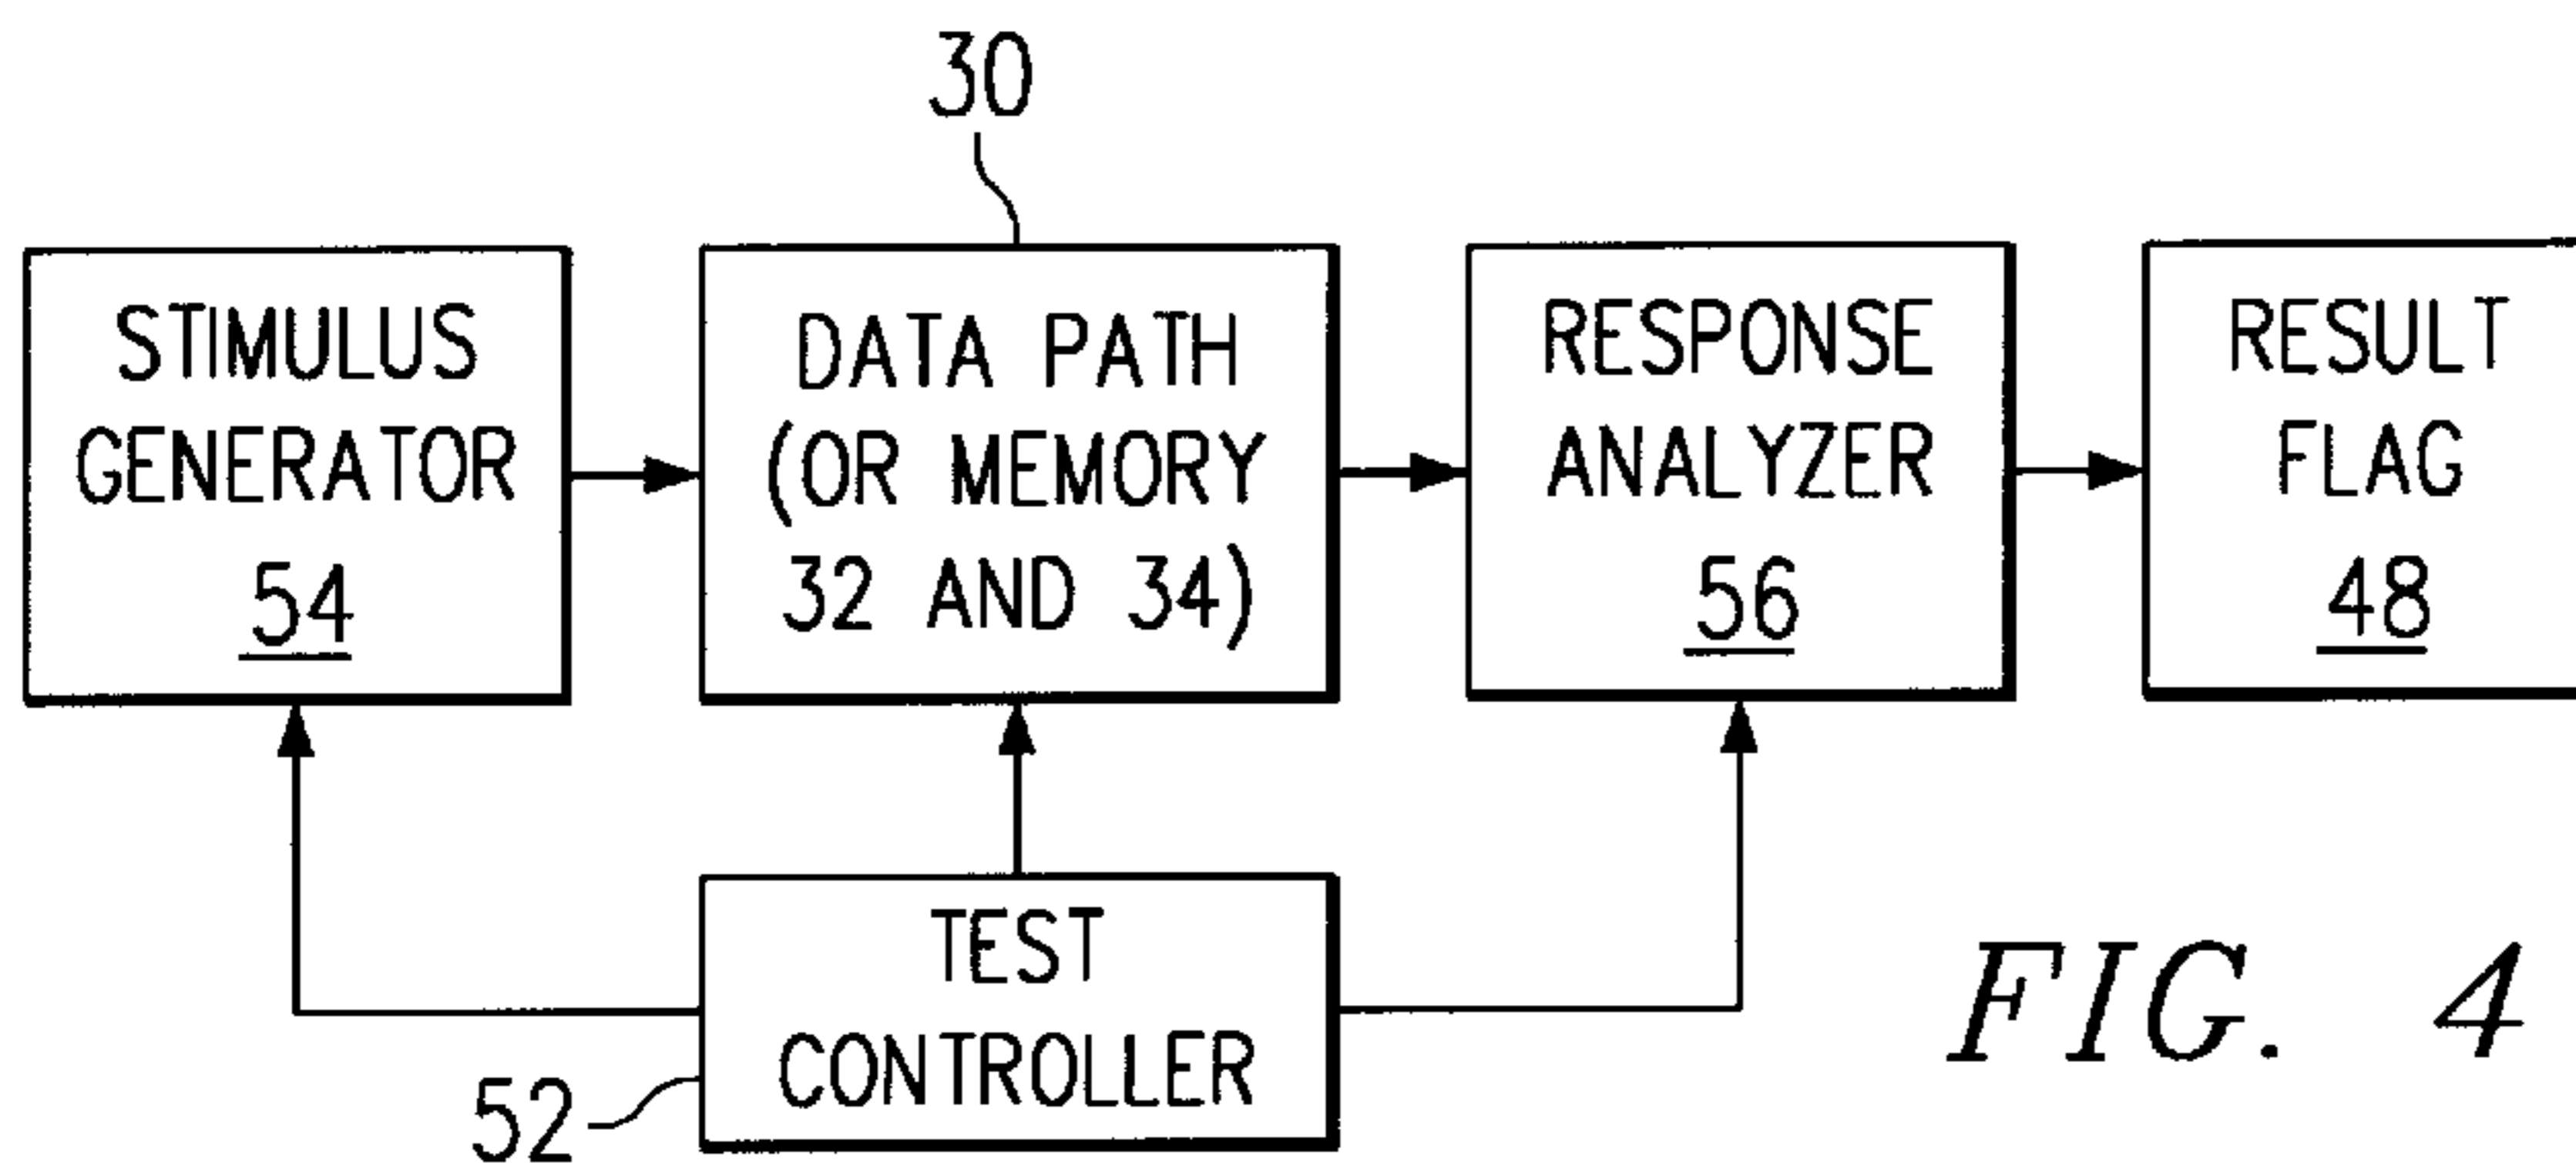 30
STIMULUS
GENERATOR
54
DATA PATH
(OR MEMORY
32 AND 34)
RESPONSE
ANALYZER
56
RESULT
FLAG
48
TEST
CONTROLLER
52
FIG. 4